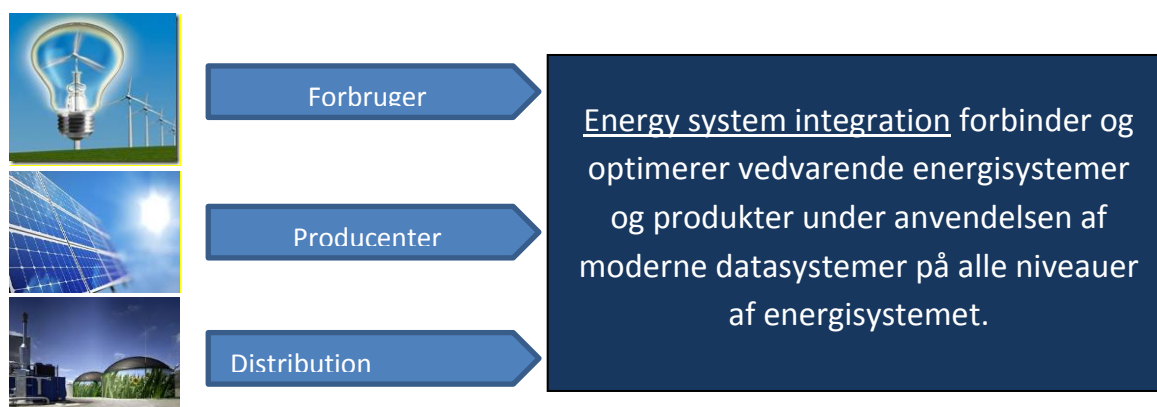 Forbruger
Producenter
Distribution
Energy system integration forbinder og
optimerer vedvarende energisystemer
og produkter under anvendelsen af
moderne datasystemer på alle niveauer
af energisystemet.